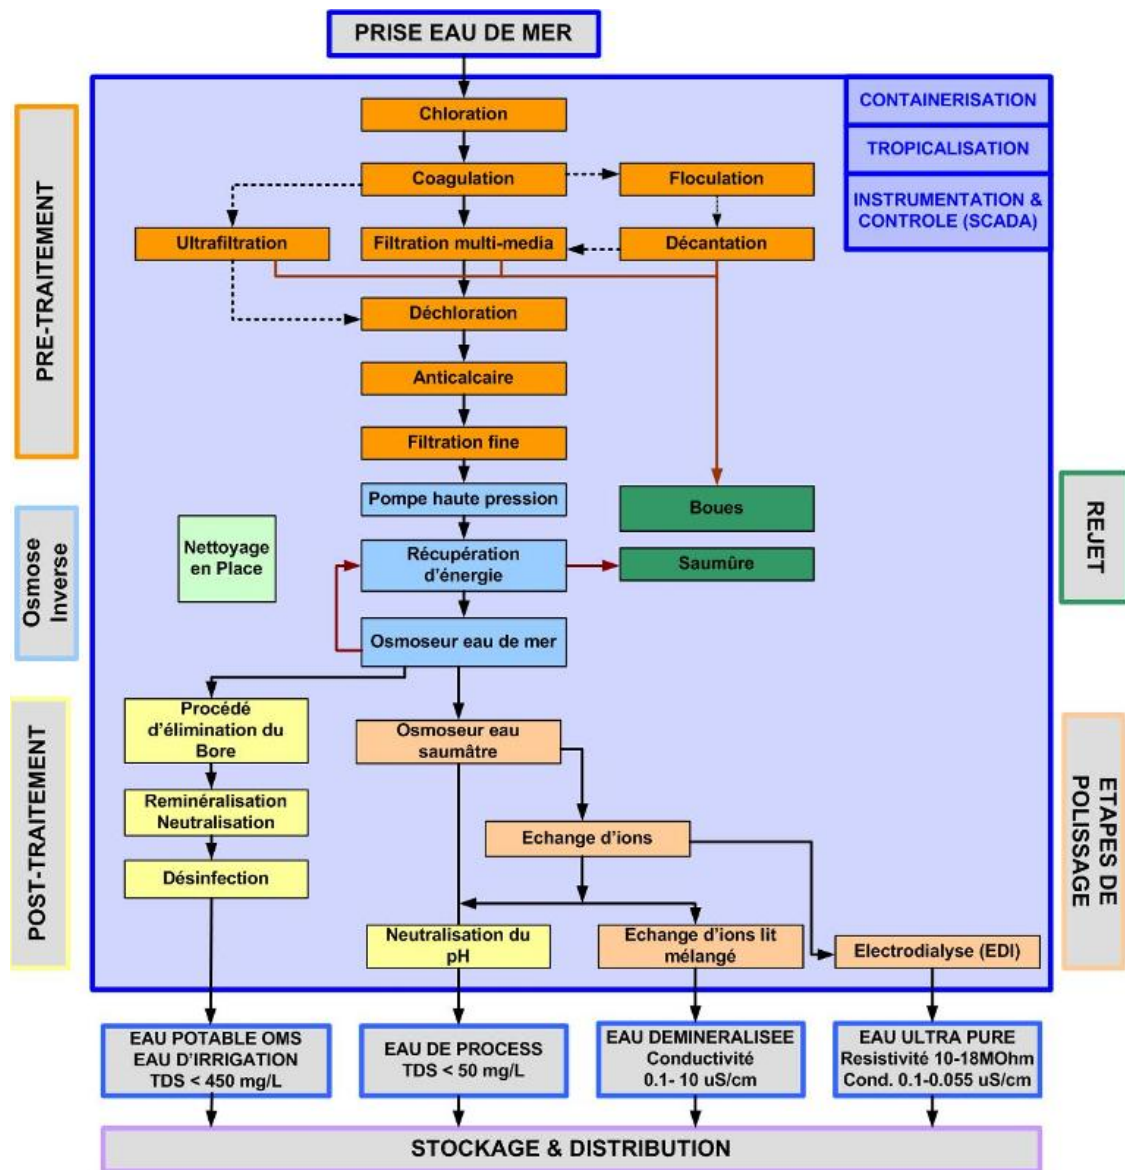 PRISE EAU DE MER
CONTAINERISATION
TROPICALISATION
INSTRUMENTATION &
CONTROLE (SCADA)
PRE-TRAITEMENT
Chloration
Coagulation
Floculation
Ultrafiltration
Filtration multi-media
Décantation
Déchloration
Anticalcaire
Filtration fine
Osmose
Inverse
Pompe haute pression
Nettoyage
en Place
Récupération
d'énergie
Osmoseur eau de mer
Boues
Saumûre
REJET
POST-TRAITEMENT
Procédé
d'élimination du
Bore
Reminéralisation
Neutralisation
Désinfection
Osmoseur eau
saumâtre
Echange d'ions
Neutralisation du
pH
Echange d'ions lit
mélangé
Electrodialyse (EDI)
ETAPES DE
POLISSAGE
EAU POTABLE OMS
EAU D'IRRIGATION
TDS < 450 mg/L
EAU DE PROCESS
TDS < 50 mg/L
EAU DEMINERALISEE
Conductivité
0.1- 10 uS/cm
EAU ULTRA PURE
Resistivité 10-18MOhm
Cond. 0.1-0.055 uS/cm
STOCKAGE & DISTRIBUTION